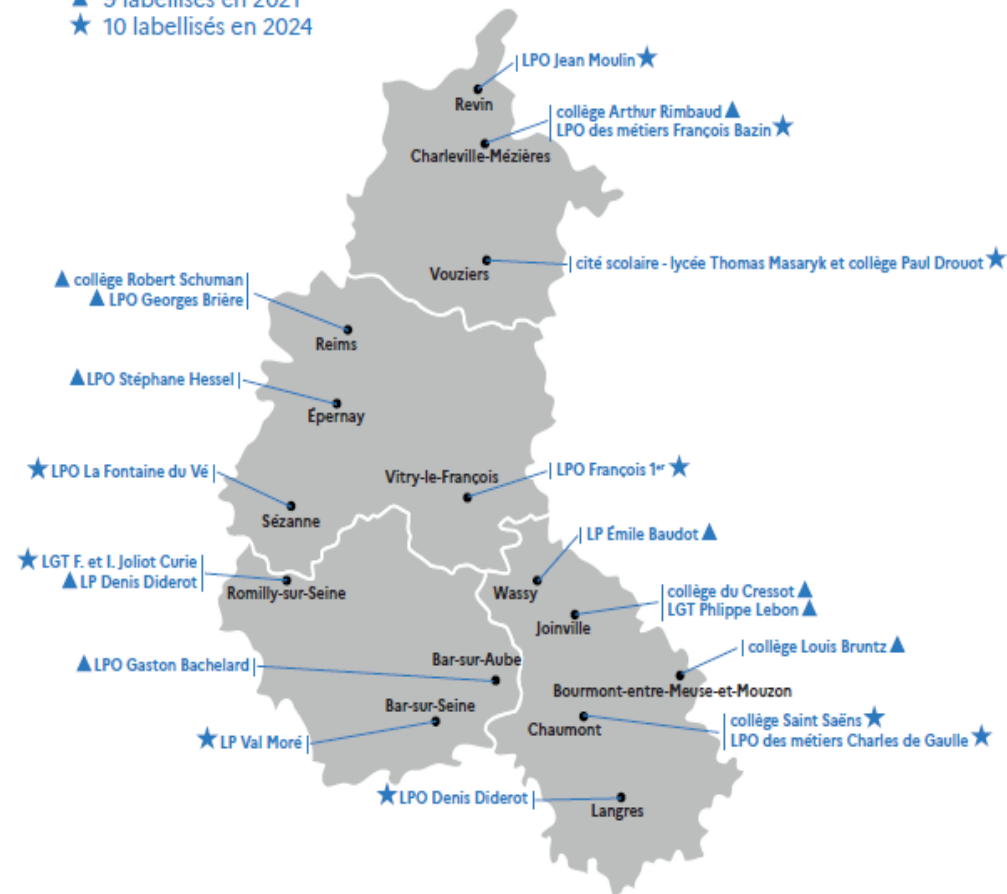 ▲ 9 labellisés en 2021
★ 10 labellisés en 2024
LPO Jean Moulin ★
Revin
collège Arthur Rimbaud ▲
LPO des métiers François Bazin ★
Charleville-Mézières
cité scolaire - lycée Thomas Masaryk et collège Paul Drouot ★
Vouziers
▲ collège Robert Schuman
▲ LPO Georges Brière
Reims
▲ LPO Stéphane Hessel
Épernay
★ LPO La Fontaine du Vé
Sézanne
Vitry-le-François
LPO François 1er ★
★ LGT F. et I. Joliot Curie
▲ LP Denis Diderot
Romilly-sur-Seine
LP Émile Baudot ▲
Wassy
collège du Cressot ▲
LGT Phlippe Lebon ▲
Joinville
▲ LPO Gaston Bachelard
Bar-sur-Aube
collège Louis Bruntz ▲
Bourmont-entre-Meuse-et-Mouzon
Bar-sur-Seine
★ LP Val Moré
Chaumont
collège Saint Saëns ★
LPO des métiers Charles de Gaulle ★
★ LPO Denis Diderot
Langres